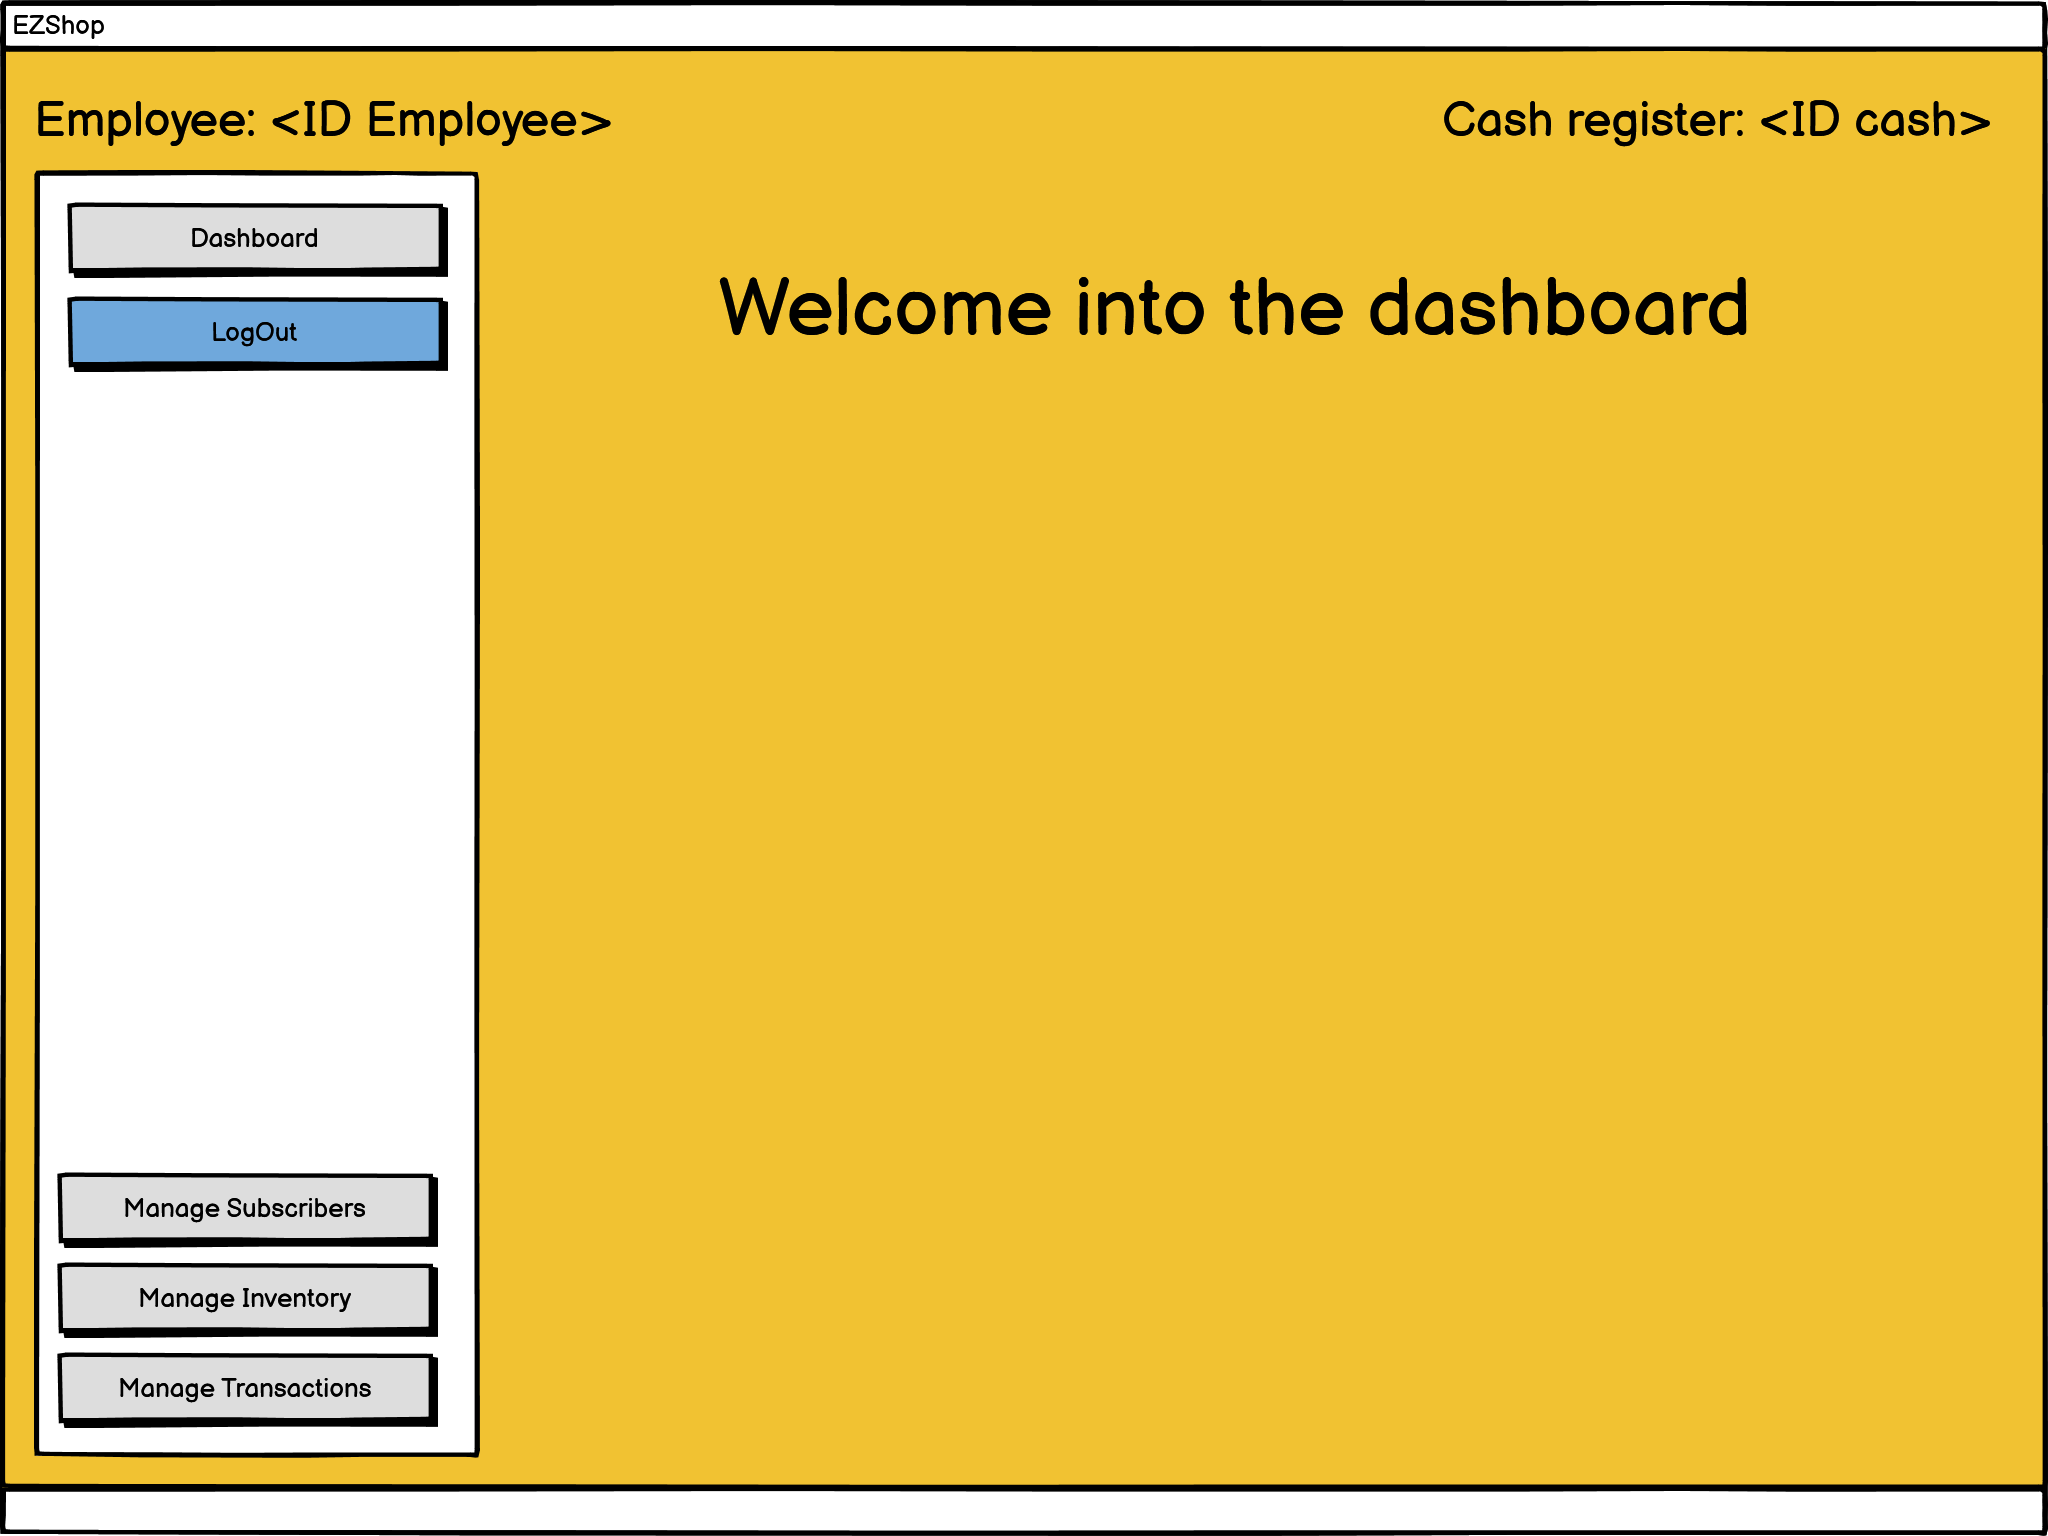 EZShop
Employee: <ID Employee>
Cash register: <ID cash>
Dashboard
LogOut
Welcome into the dashboard
Manage Subscribers
Manage Inventory
Manage Transactions